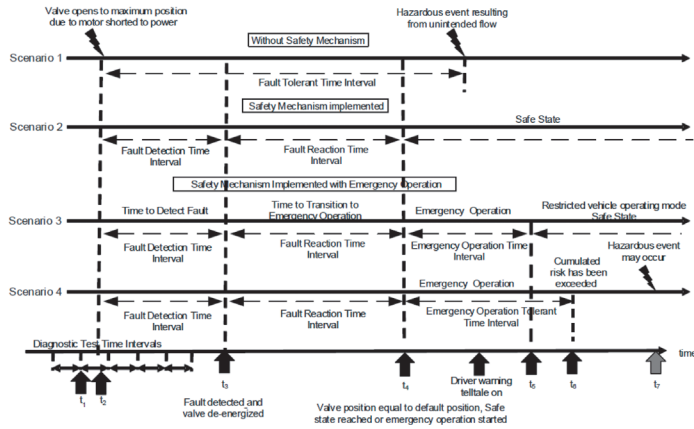 Valve opens to maximum position
due to motor shorted to power
Without Safety Mechanism
Hazardous event resulting
from unintended flow
Scenario 1
Fault Tolerant Time Interval
Safety Mechanism implemented
Scenario 2
Safe State
Fault Detection Time
Interval
Fault Reaction Time
Interval
Safety Mechanism Implemented with Emergency Operation
Time to Detect Fault
Time to Transition to
Emergency Operation
Emergency Operation
Restricted vehicle operating mode
Safe State
Scenario 3
Fault Detection Time
Interval
Fault Reaction Time
Interval
Emergency Operation Time
Interval
Cumulated
risk has been
exceeded
Hazardous event
may occur
Scenario 4
Emergency Operation
Fault Detection Time
Interval
Fault Reaction Time
Interval
Emergency Operation Tolerant
Time Interval
Diagnostic Test Time Intervals
time
t1
t2
t3
t4
Driver warning
telltale on
t5
t6
t7
Fault detected and
valve de-energized
Valve position equal to default position, Safe
state reached or emergency operation started